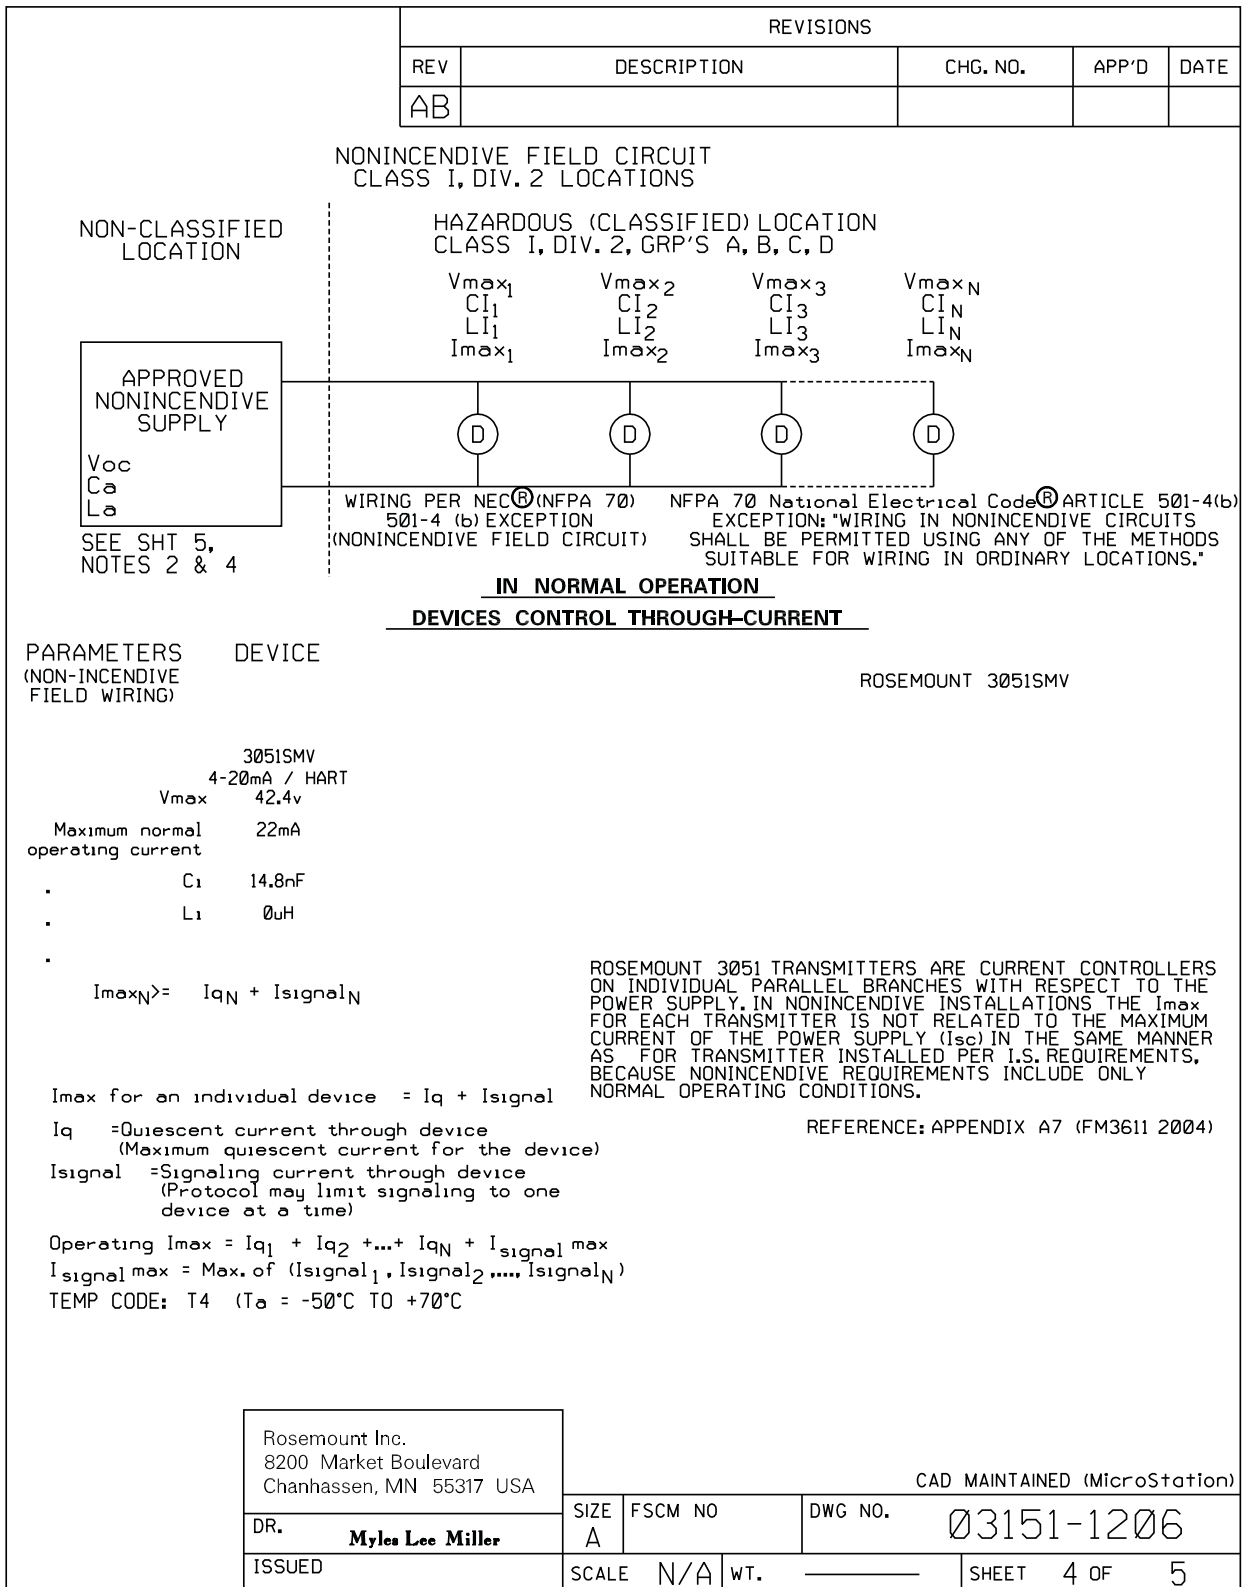 REVISIONS
REV DESCRIPTION CHG. NO. APP'D DATE
AB
NONINCENDIVE FIELD CIRCUIT
CLASS I, DIV. 2 LOCATIONS
NON-CLASSIFIED
LOCATION
HAZARDOUS (CLASSIFIED) LOCATION
CLASS I, DIV. 2, GRP'S A, B, C, D
Vmax1 Vmax2 Vmax3 VmaxN
CI1 CI2 CI3 CIN
LI1 LI2 LI3 LIN
Imax1 Imax2 Imax3 ImaxN
APPROVED
NONINCENDIVE
SUPPLY
Voc
Ca
La
D D D D
SEE SHT 5,
NOTES 2 & 4
WIRING PER NEC® (NFPA 70)
501-4 (b) EXCEPTION
(NONINCENDIVE FIELD CIRCUIT)
NFPA 70 National Electrical Code® ARTICLE 501-4(b)
EXCEPTION: "WIRING IN NONINCENDIVE CIRCUITS
SHALL BE PERMITTED USING ANY OF THE METHODS
SUITABLE FOR WIRING IN ORDINARY LOCATIONS."
IN NORMAL OPERATION
DEVICES CONTROL THROUGH-CURRENT
PARAMETERS DEVICE
(NON-INCENDIVE
FIELD WIRING)
ROSEMOUNT 3051SMV
3051SMV
4-20mA / HART
Vmax 42.4v
Maximum normal 22mA
operating current
. Ci 14.8nF
. Li 0uH
.
ImaxN>= IqN + IsignalN
ROSEMOUNT 3051 TRANSMITTERS ARE CURRENT CONTROLLERS
ON INDIVIDUAL PARALLEL BRANCHES WITH RESPECT TO THE
POWER SUPPLY. IN NONINCENDIVE INSTALLATIONS THE Imax
FOR EACH TRANSMITTER IS NOT RELATED TO THE MAXIMUM
CURRENT OF THE POWER SUPPLY (Isc) IN THE SAME MANNER
AS FOR TRANSMITTER INSTALLED PER I.S. REQUIREMENTS,
BECAUSE NONINCENDIVE REQUIREMENTS INCLUDE ONLY
NORMAL OPERATING CONDITIONS.
REFERENCE: APPENDIX A7 (FM3611 2004)
Imax for an individual device = Iq + Isignal
Iq =Quiescent current through device
(Maximum quiescent current for the device)
Isignal =Signaling current through device
(Protocol may limit signaling to one
device at a time)
Operating Imax = Iq1 + Iq2 +...+ IqN + Isignal max
Isignal max = Max. of (Isignal1, Isignal2,...., IsignalN)
TEMP CODE: T4 (Ta = -50°C TO +70°C
Rosemount Inc.
8200 Market Boulevard
Chanhassen, MN 55317 USA
CAD MAINTAINED (MicroStation)
DR. Myles Lee Miller
SIZE A FSCM NO DWG NO. 03151-1206
ISSUED
SCALE N/A WT. SHEET 4 OF 5